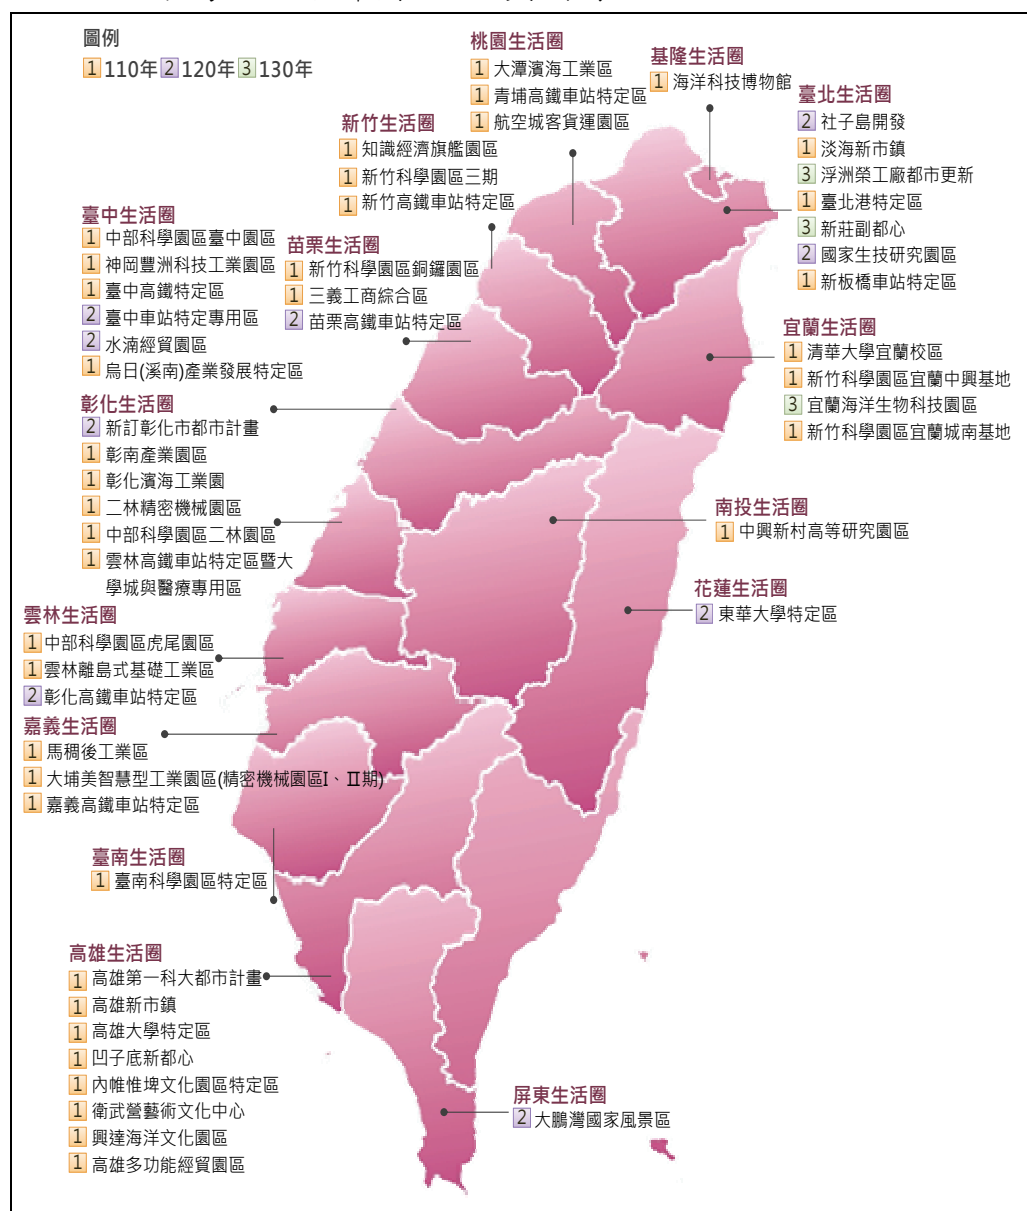 圖例
1 110年 2 120年 3 130年
桃園生活圈
1 大潭濱海工業區
1 青埔高鐵車站特定區
1 航空城客貨運園區
基隆生活圈
1 海洋科技博物館
臺北生活圈
2 社子島開發
1 淡海新市鎮
3 浮洲榮工廠都市更新
1 臺北港特定區
3 新莊副都心
2 國家生技研究園區
1 新板橋車站特定區
新竹生活圈
1 知識經濟旗艦園區
1 新竹科學園區三期
1 新竹高鐵車站特定區
苗栗生活圈
1 新竹科學園區銅鑼園區
1 三義工商綜合區
2 苗栗高鐵車站特定區
臺中生活圈
1 中部科學園區臺中園區
1 神岡豐洲科技工業園區
1 臺中高鐵特定區
2 臺中車站特定專用區
2 水湳經貿園區
1 烏日(溪南)產業發展特定區
宜蘭生活圈
1 清華大學宜蘭校區
1 新竹科學園區宜蘭中興基地
3 宜蘭海洋生物科技園區
1 新竹科學園區宜蘭城南基地
彰化生活圈
2 新訂彰化市都市計畫
1 彰南產業園區
1 彰化濱海工業園
1 二林精密機械園區
1 中部科學園區二林園區
1 雲林高鐵車站特定區暨大
學城與醫療專用區
南投生活圈
1 中興新村高等研究園區
花蓮生活圈
2 東華大學特定區
雲林生活圈
1 中部科學園區虎尾園區
1 雲林離島式基礎工業區
2 彰化高鐵車站特定區
嘉義生活圈
1 馬稠後工業區
1 大埔美智慧型工業園區(精密機械園區I、II期)
1 嘉義高鐵車站特定區
臺南生活圈
1 臺南科學園區特定區
高雄生活圈
1 高雄第一科大都市計畫
1 高雄新市鎮
1 高雄大學特定區
1 凹子底新都心
1 內帷惟埤文化園區特定區
1 衛武營藝術文化中心
1 興達海洋文化園區
1 高雄多功能經貿園區
屏東生活圈
2 大鵬灣國家風景區